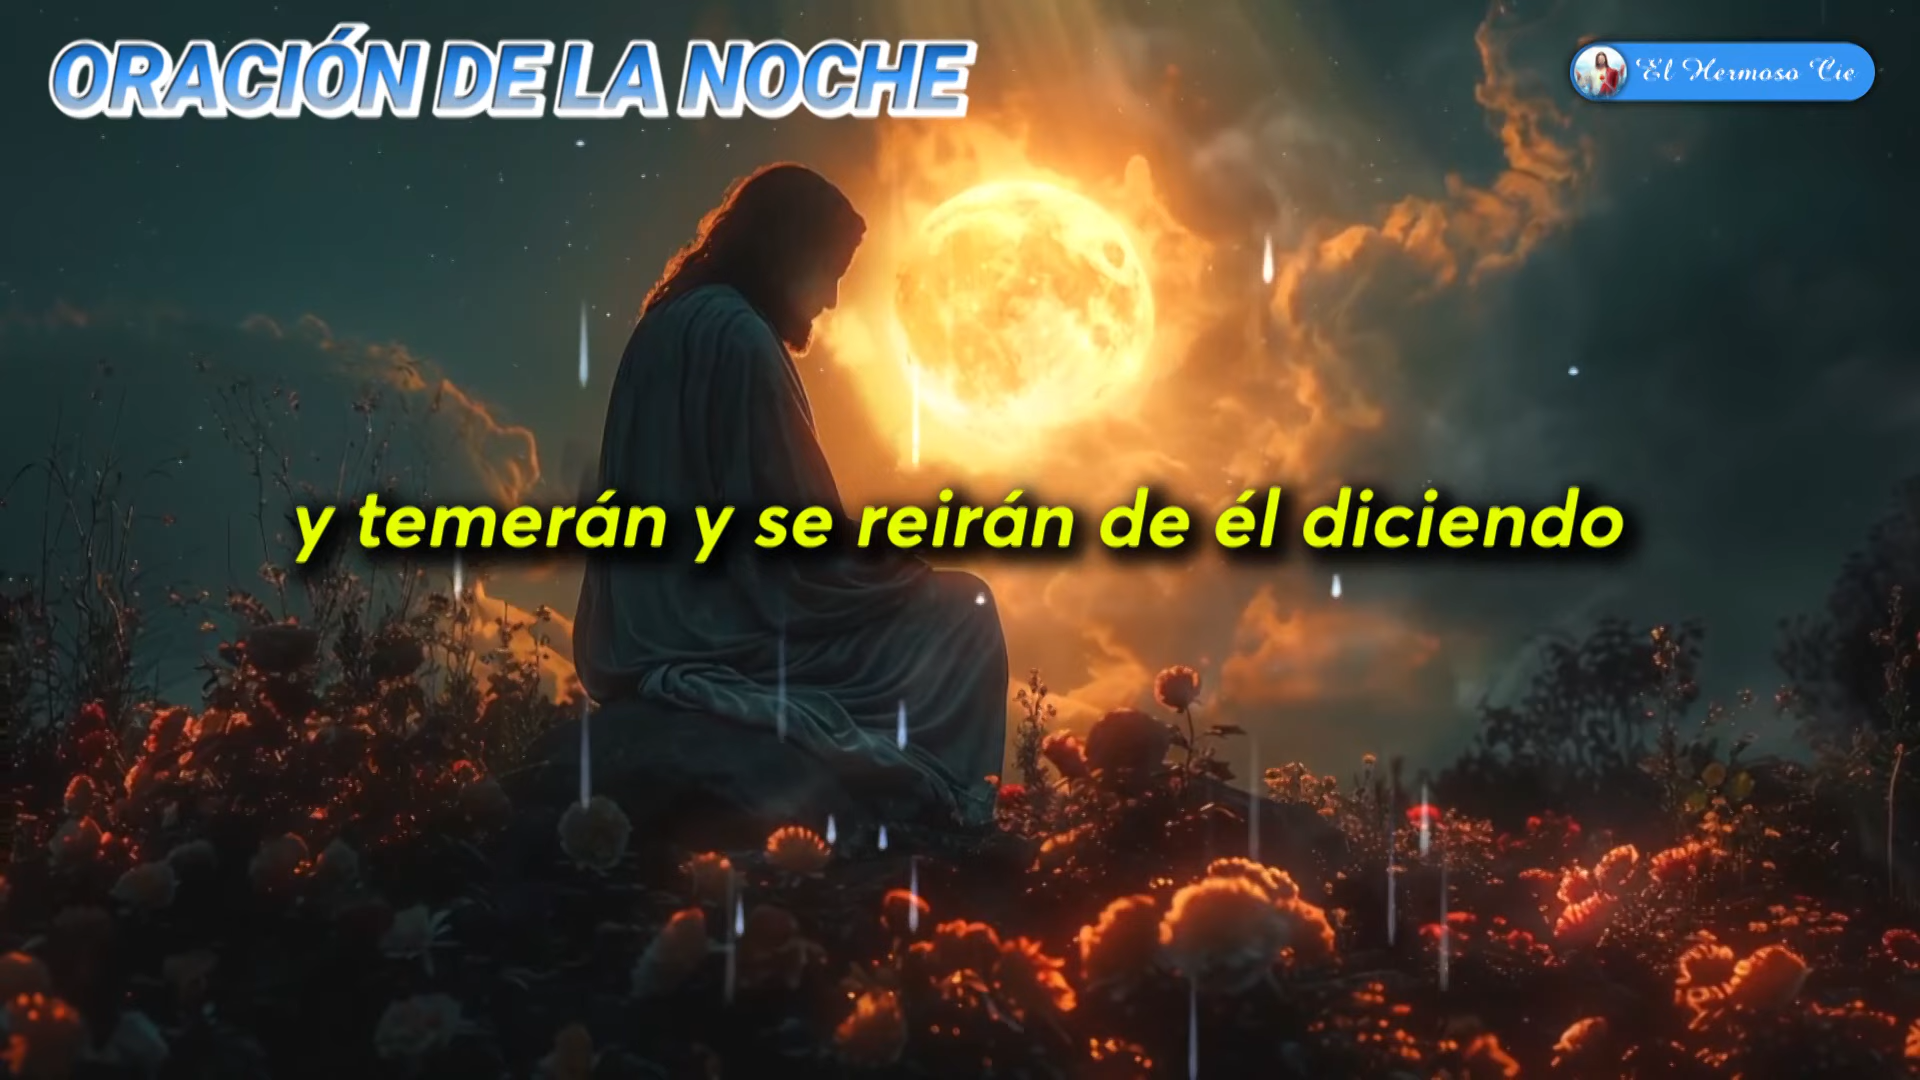 ORACIÓN DE LA NOCHE
El Hermoso Cie
y temerán y se reirán de él diciendo